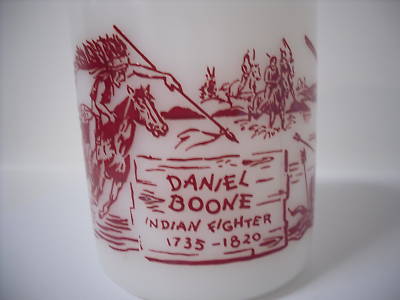 DANIEL
BOONE
INDIAN FIGHTER
1735-1820